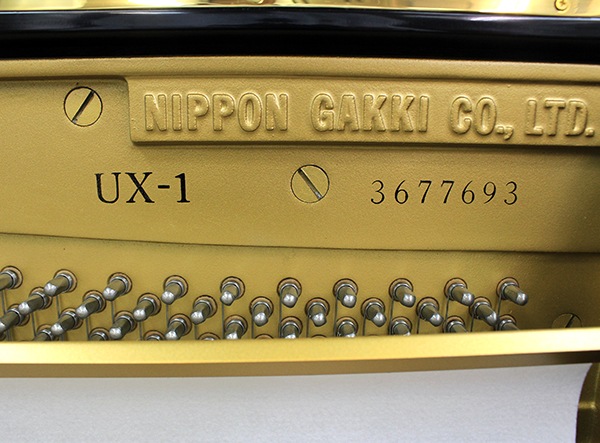 NIPPON GAKKI CO., LTD.
UX-1 3677693